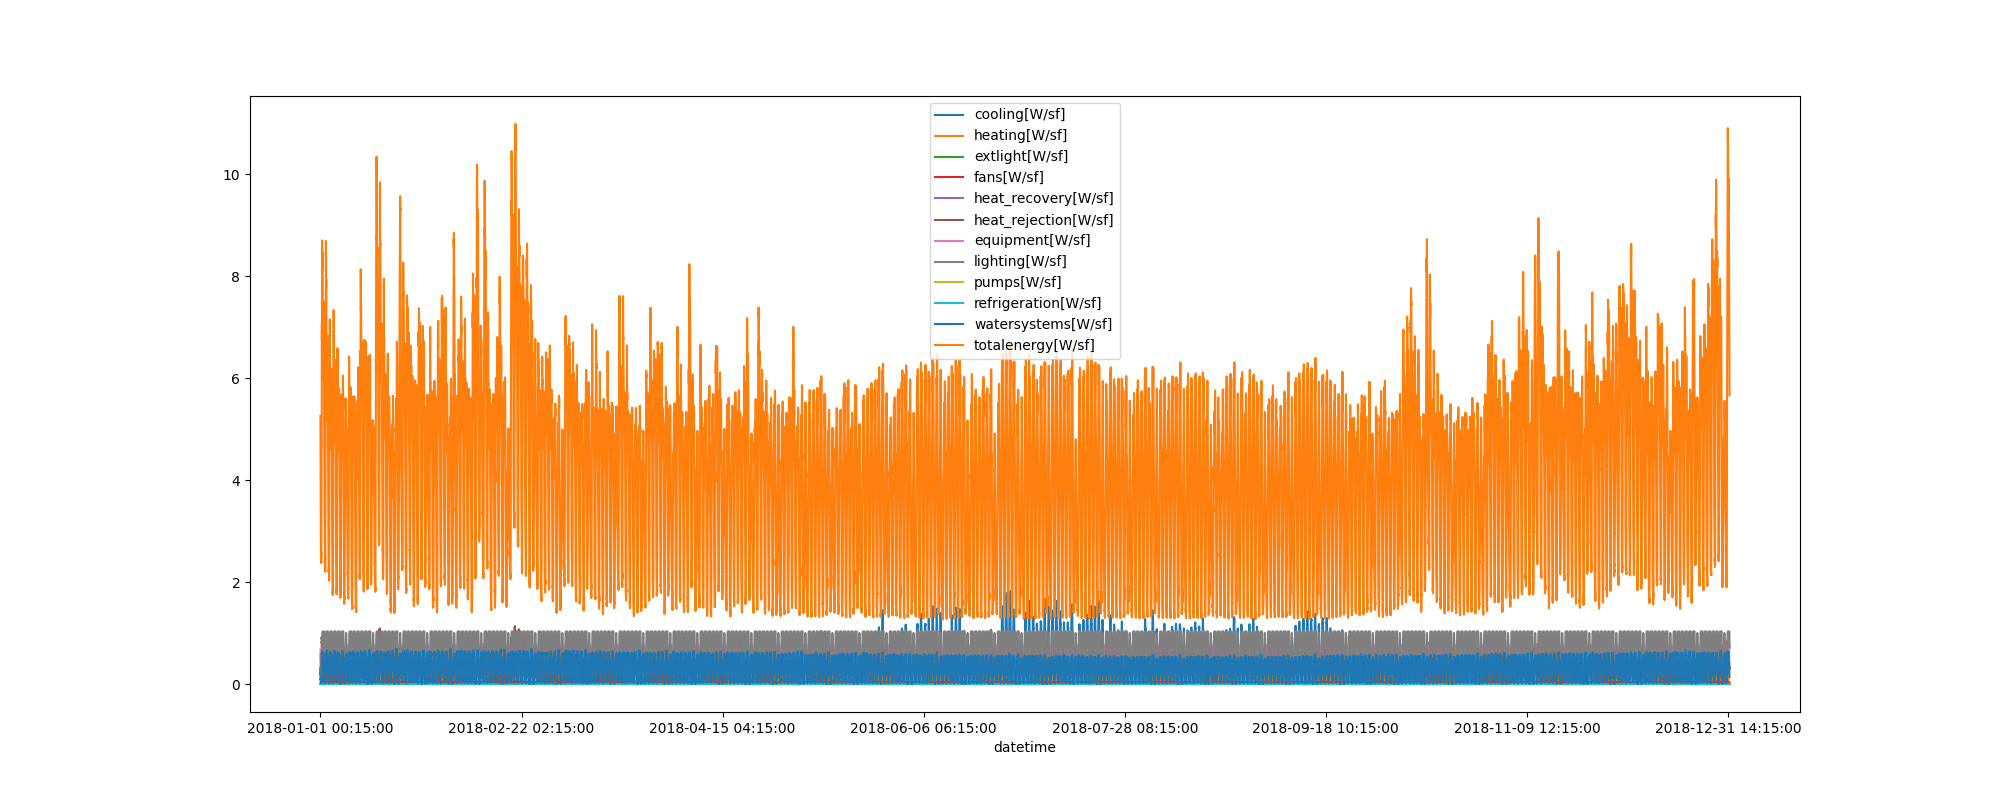 cooling[W/sf]
heating[W/sf]
extlight[W/sf]
fans[W/sf]
heat_recovery[W/sf]
heat_rejection[W/sf]
equipment[W/sf]
lighting[W/sf]
pumps[W/sf]
refrigeration[W/sf]
watersystems[W/sf]
totalenergy[W/sf]
10
8
6
4
2
0
2018-01-01 00:15:00 2018-02-22 02:15:00 2018-04-15 04:15:00 2018-06-06 06:15:00 2018-07-28 08:15:00 2018-09-18 10:15:00 2018-11-09 12:15:00 2018-12-31 14:15:00
datetime